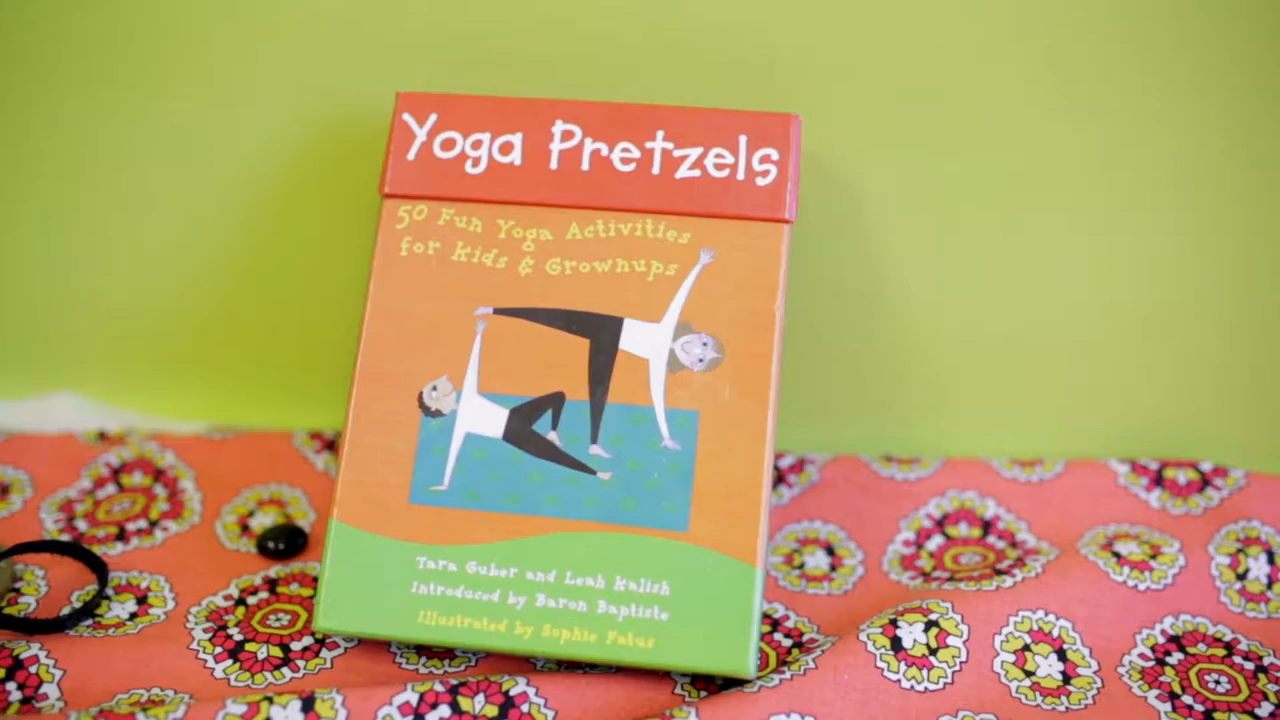 Yoga Pretzels
50 Fun Yoga Activities
for Kids & Grownups
Tara Guber and Leah Kalish
Introduced by Baron Baptiste
Illustrated by Sophie Fatus